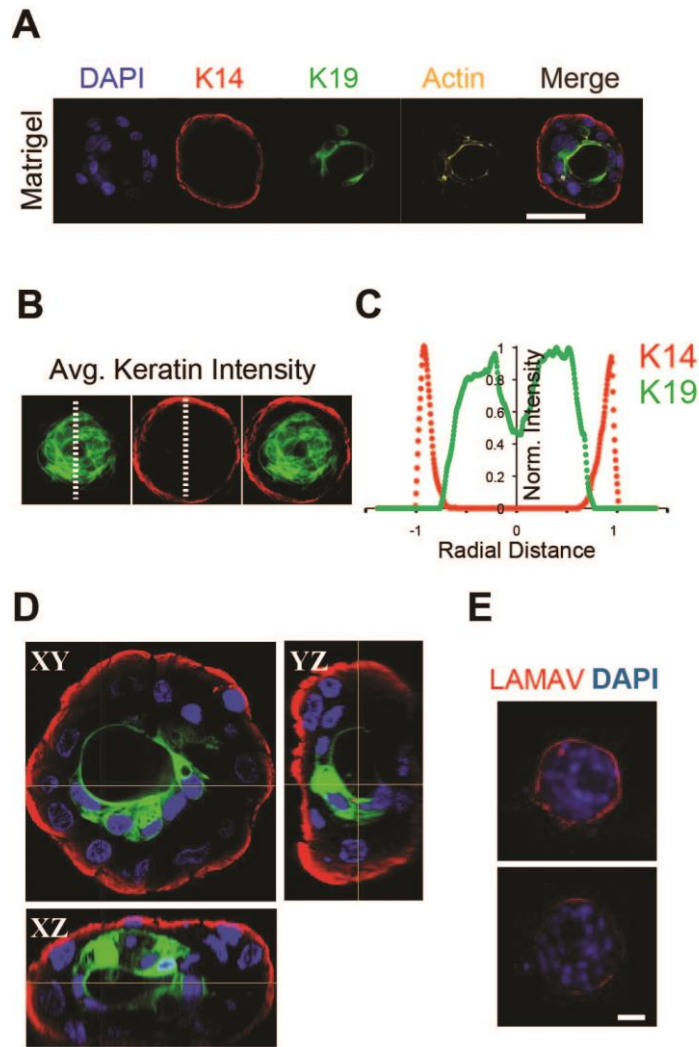 A
DAPI K14 K19 Actin Merge
Matrigel
B
Avg. Keratin Intensity
C
K14
K19
Norm. Intensity
1
0.8
0.6
0.4
0.2
0
-1 0 1
Radial Distance
D
XY
YZ
XZ
E
LAMAV DAPI